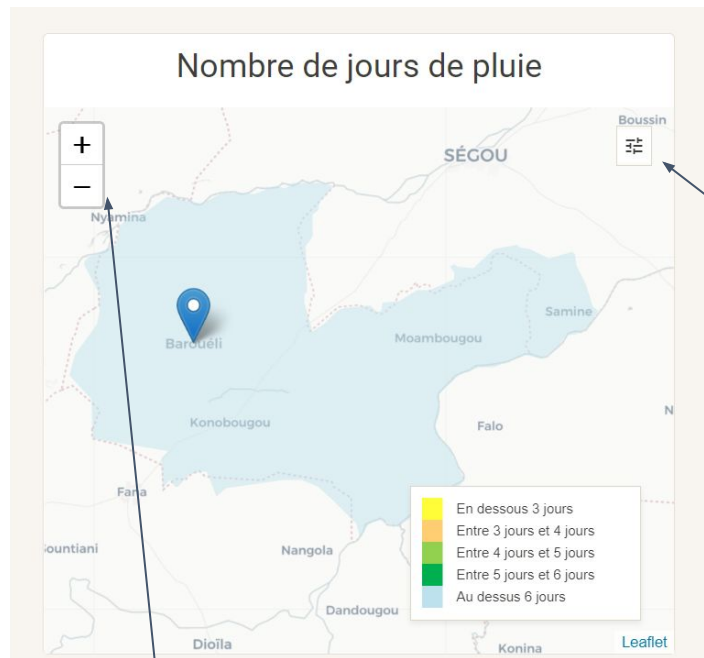 Nombre de jours de pluie
+
−
Boussin
SÉGOU
Nyamina
Samine
Moambougou
Barouéli
Konobougou
Falo
N
Fana
ountiani
Nangola
Dandougou
Dioïla
Konina
En dessous 3 jours
Entre 3 jours et 4 jours
Entre 4 jours et 5 jours
Entre 5 jours et 6 jours
Au dessus 6 jours
Leaflet